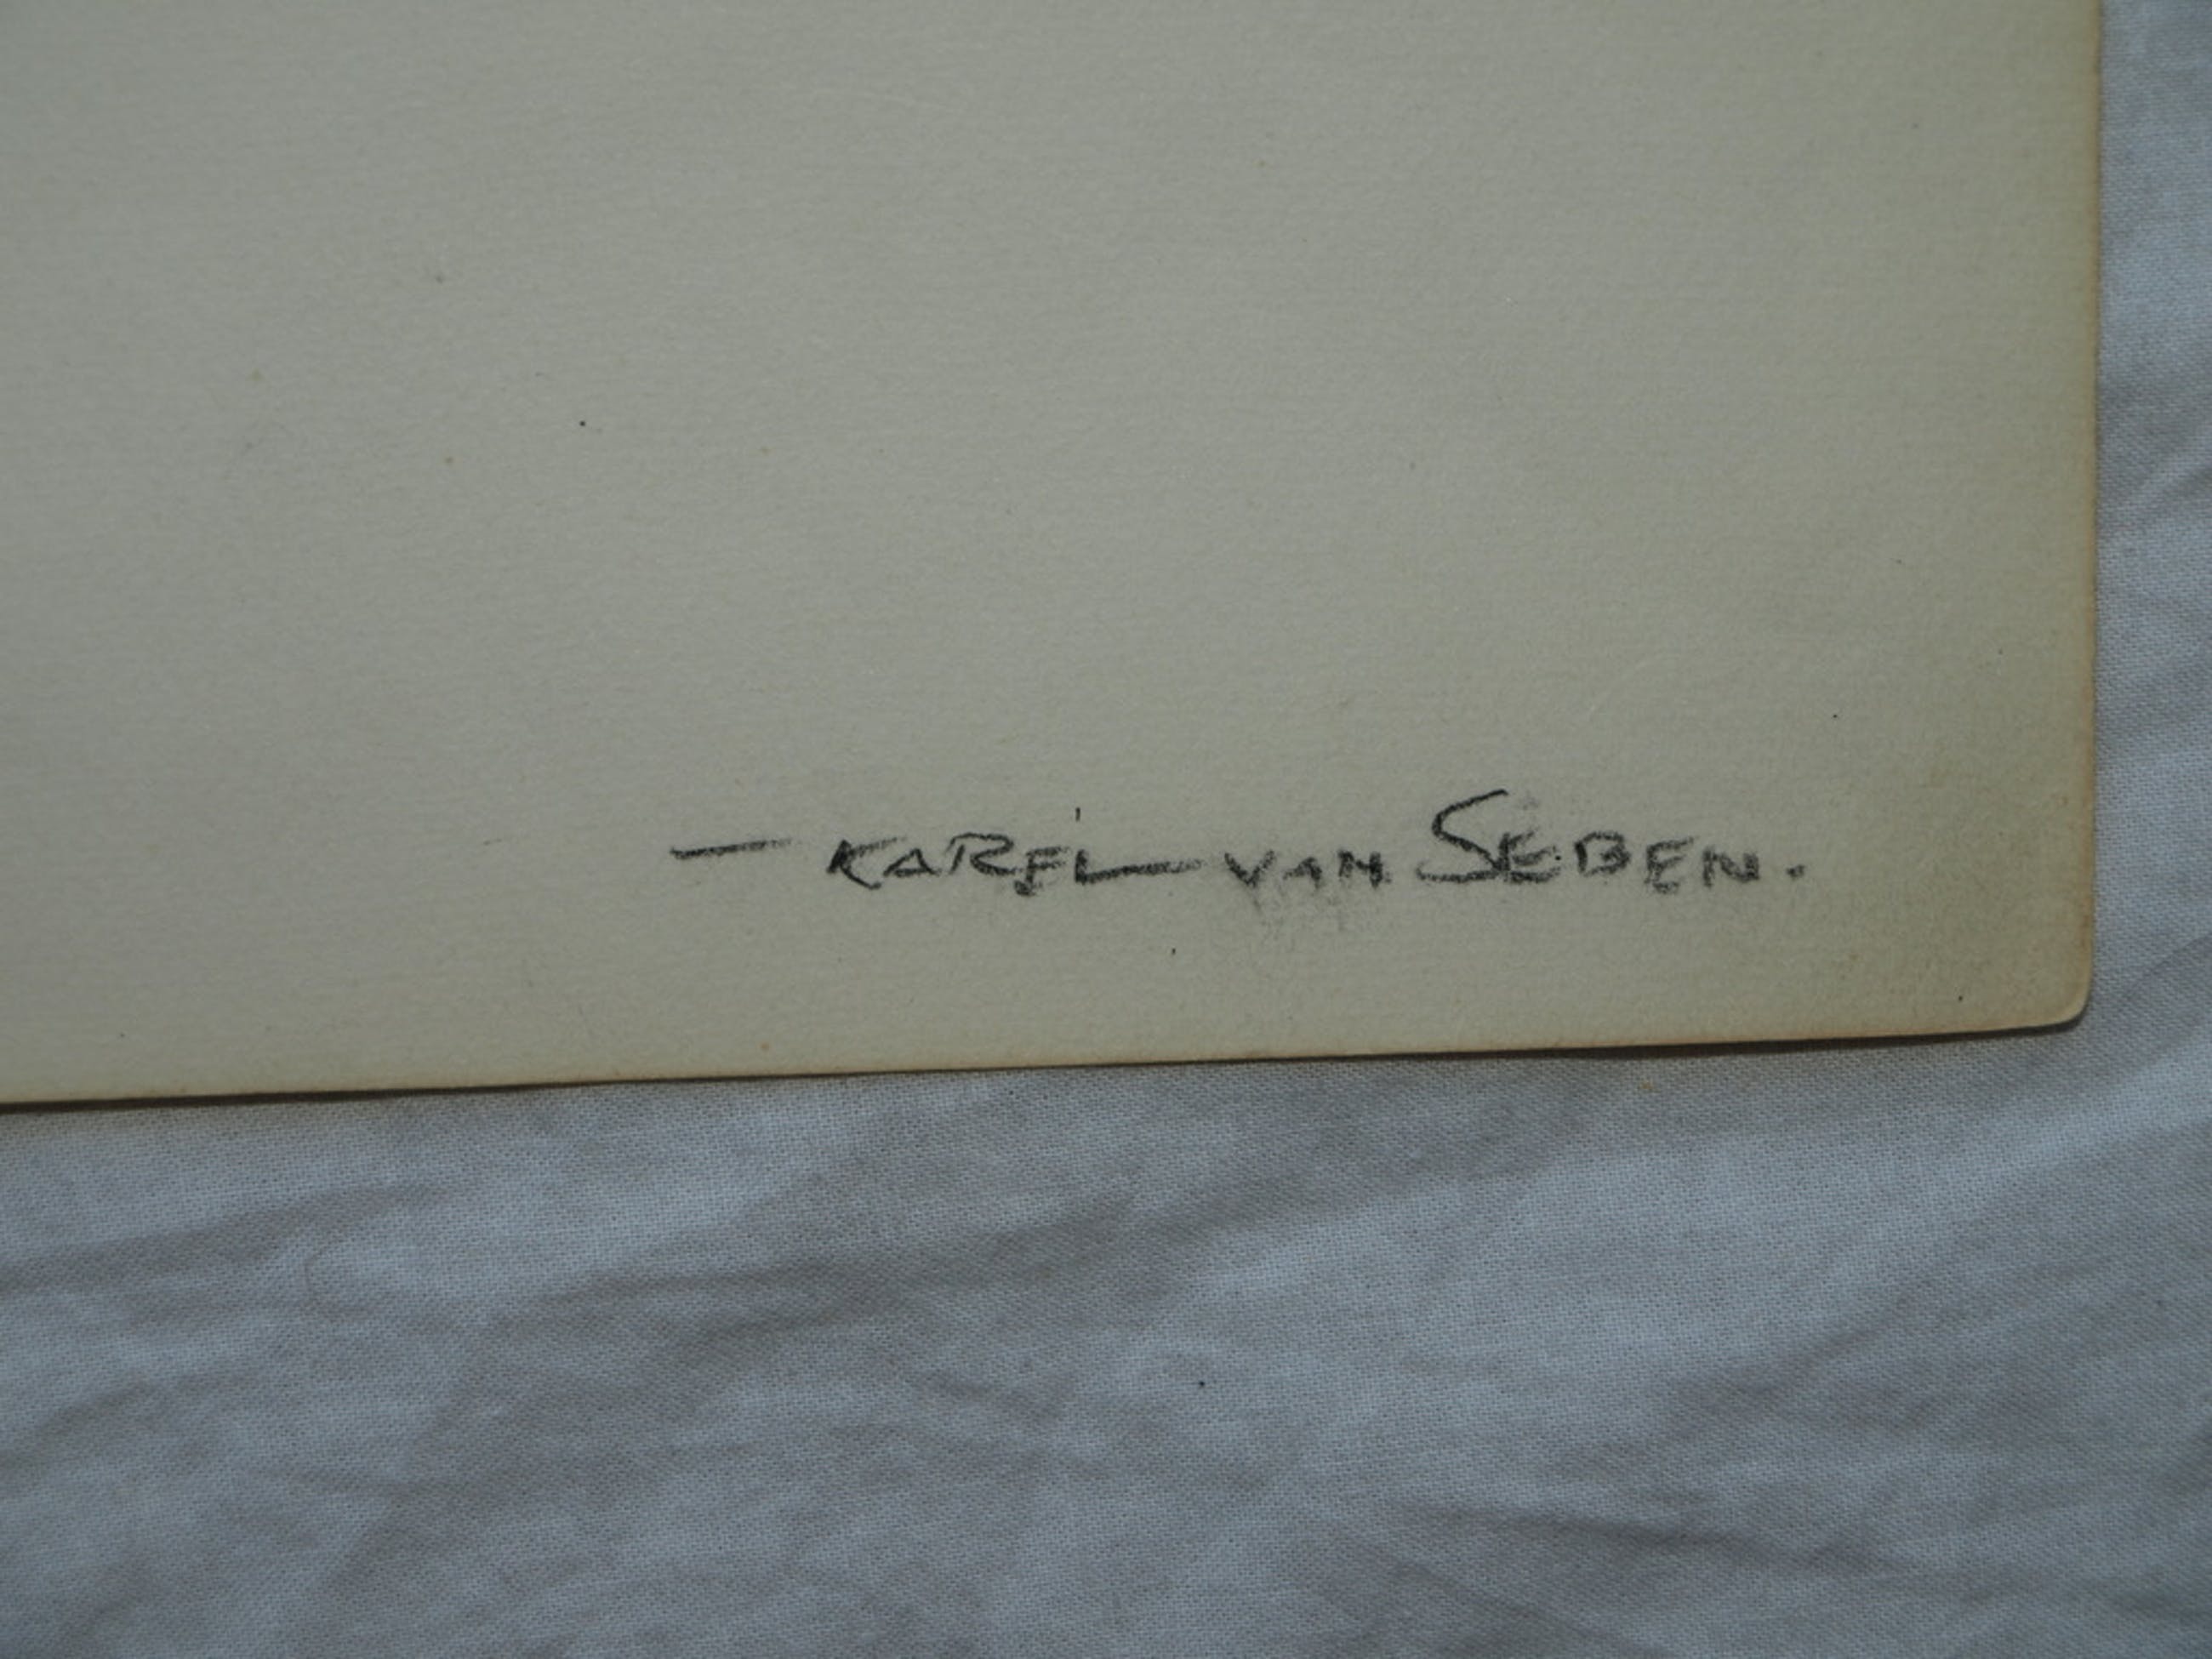 — KAREL VAN SEBEN.